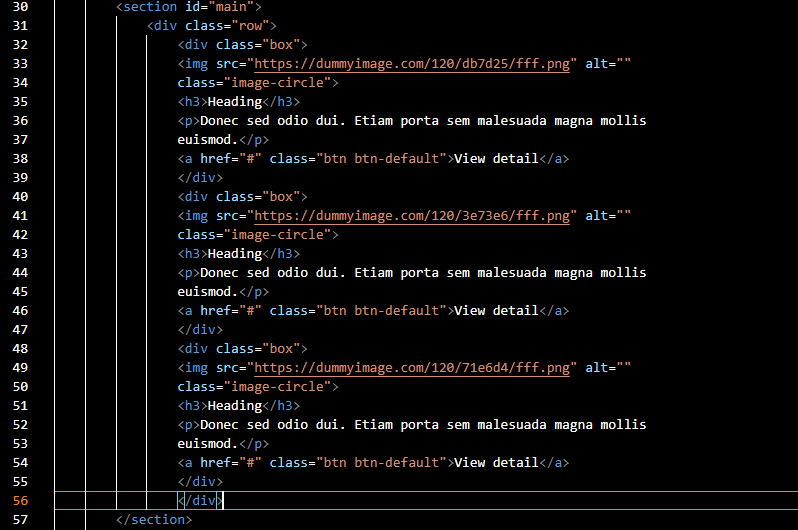 30 <section id="main">
31 <div class="row">
32 <div class="box">
33 <img src="https://dummyimage.com/120/db7d25/fff.png" alt=""
34 class="image-circle">
35 <h3>Heading</h3>
36 <p>Donec sed odio dui. Etiam porta sem malesuada magna mollis
37 euismod.</p>
38 <a href="#" class="btn btn-default">View detail</a>
39 </div>
40 <div class="box">
41 <img src="https://dummyimage.com/120/3e73e6/fff.png" alt=""
42 class="image-circle">
43 <h3>Heading</h3>
44 <p>Donec sed odio dui. Etiam porta sem malesuada magna mollis
45 euismod.</p>
46 <a href="#" class="btn btn-default">View detail</a>
47 </div>
48 <div class="box">
49 <img src="https://dummyimage.com/120/71e6d4/fff.png" alt=""
50 class="image-circle">
51 <h3>Heading</h3>
52 <p>Donec sed odio dui. Etiam porta sem malesuada magna mollis
53 euismod.</p>
54 <a href="#" class="btn btn-default">View detail</a>
55 </div>
56 </div>
57 </section>